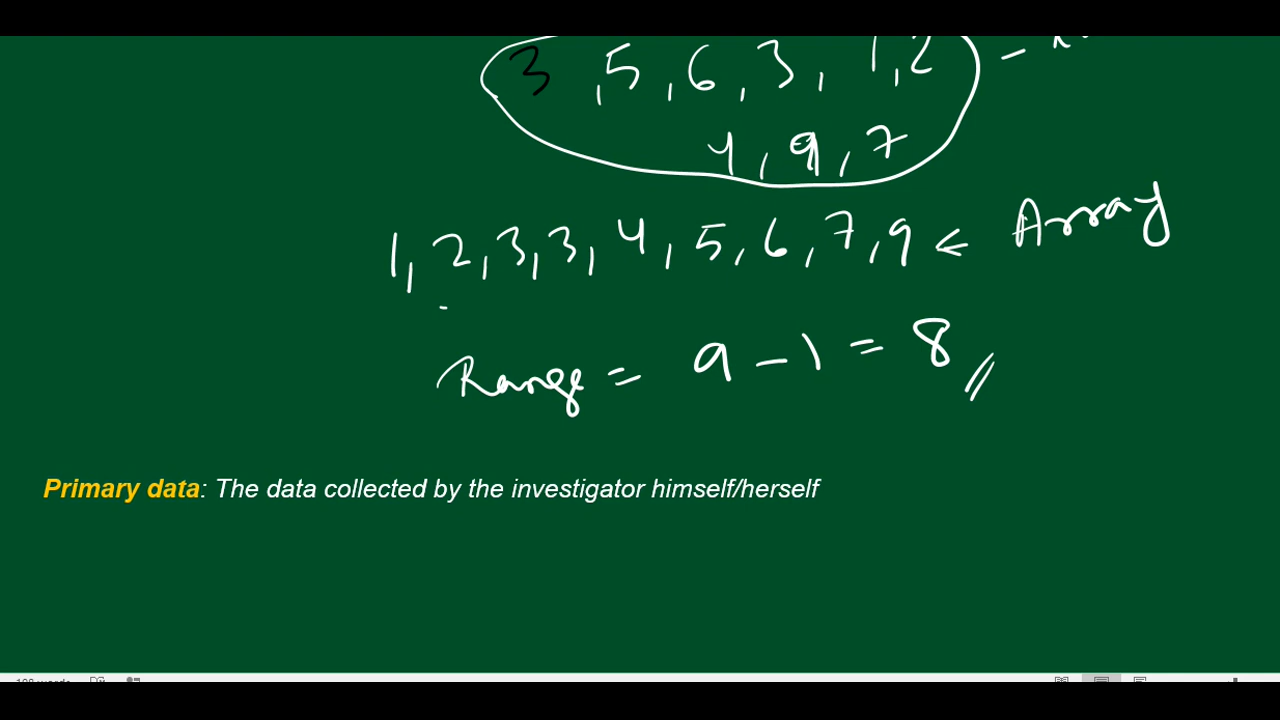 3 , 5 , 6 , 3 , 1 , 2 -
4 , 9 , 7
1, 2, 3, 3, 4, 5, 6, 7, 9 ← Array
Range = 9 - 1 = 8 //
Primary data: The data collected by the investigator himself/herself